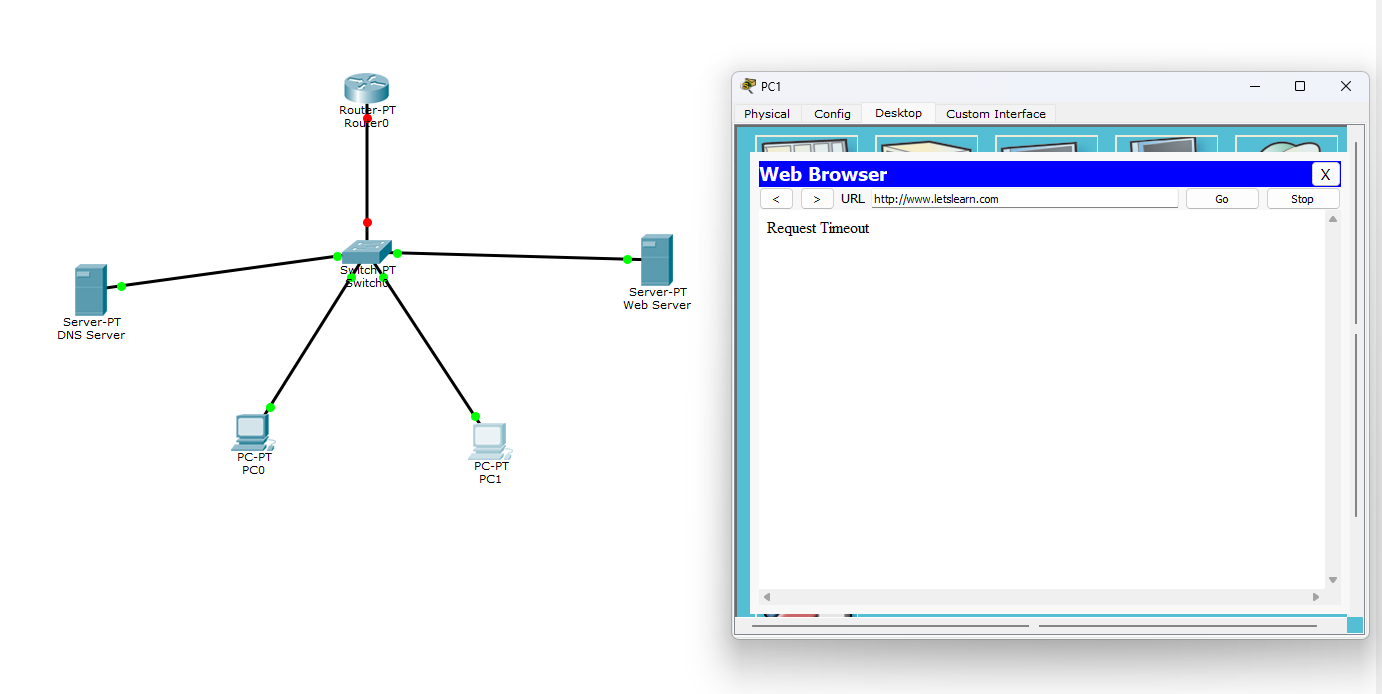 Router-PT
Router0
Switch-PT
Switch0
Server-PT
DNS Server
Server-PT
Web Server
PC-PT
PC0
PC-PT
PC1
PC1
Physical Config Desktop Custom Interface
Web Browser X
< > URL http://www.letslearn.com Go Stop
Request Timeout